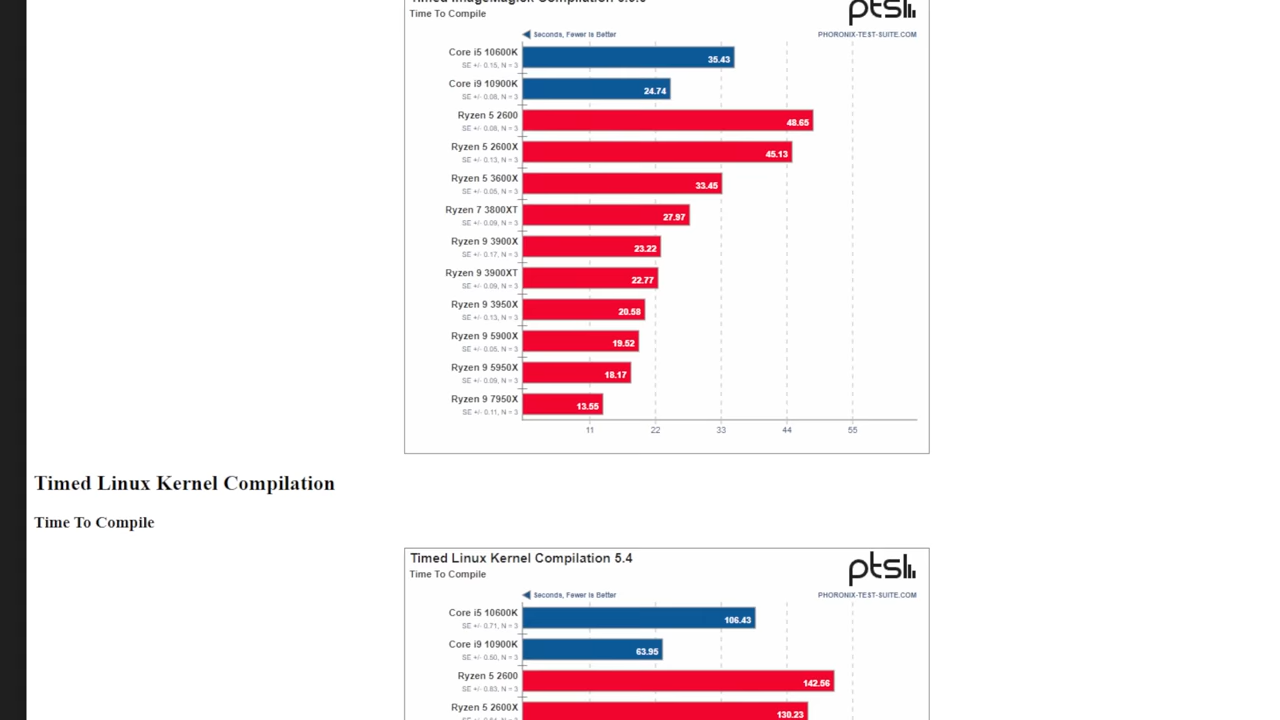 Timed ImageMagick Compilation
Time To Compile
ptsl
Seconds, Fewer Is Better
PHORONIX-TEST-SUITE.COM
Core i5 10600K
SE +/- 0.15, N = 3
35.43
Core i9 10900K
SE +/- 0.08, N = 3
24.74
Ryzen 5 2600
SE +/- 0.08, N = 3
48.65
Ryzen 5 2600X
SE +/- 0.13, N = 3
45.13
Ryzen 5 3600X
SE +/- 0.05, N = 3
33.45
Ryzen 7 3800XT
SE +/- 0.09, N = 3
27.97
Ryzen 9 3900X
SE +/- 0.17, N = 3
23.22
Ryzen 9 3900XT
SE +/- 0.09, N = 3
22.77
Ryzen 9 3950X
SE +/- 0.13, N = 3
20.58
Ryzen 9 5900X
SE +/- 0.05, N = 3
19.52
Ryzen 9 5950X
SE +/- 0.09, N = 3
18.17
Ryzen 9 7950X
SE +/- 0.11, N = 3
13.55
11 22 33 44 55
Timed Linux Kernel Compilation
Time To Compile
Timed Linux Kernel Compilation 5.4
Time To Compile
ptsl
Seconds, Fewer Is Better
PHORONIX-TEST-SUITE.COM
Core i5 10600K
SE +/- 0.71, N = 3
106.43
Core i9 10900K
SE +/- 0.50, N = 3
63.95
Ryzen 5 2600
SE +/- 0.83, N = 3
142.56
Ryzen 5 2600X
130.23